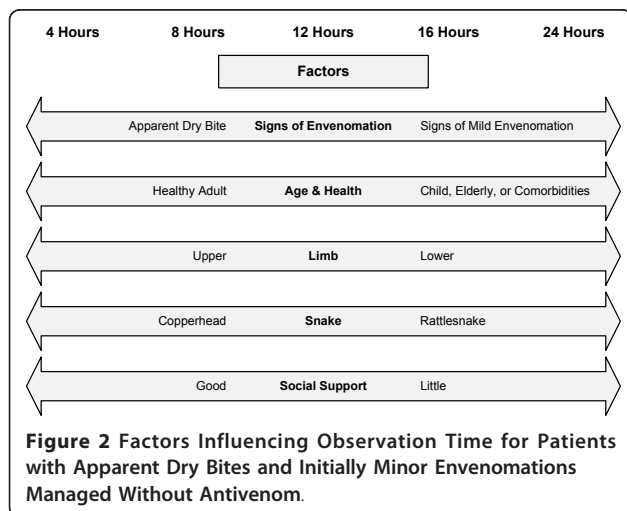 4 Hours 8 Hours 12 Hours 16 Hours 24 Hours
Factors
Apparent Dry Bite Signs of Envenomation Signs of Mild Envenomation
Healthy Adult Age & Health Child, Elderly, or Comorbidities
Upper Limb Lower
Copperhead Snake Rattlesnake
Good Social Support Little
Figure 2 Factors Influencing Observation Time for Patients
with Apparent Dry Bites and Initially Minor Envenomations
Managed Without Antivenom.